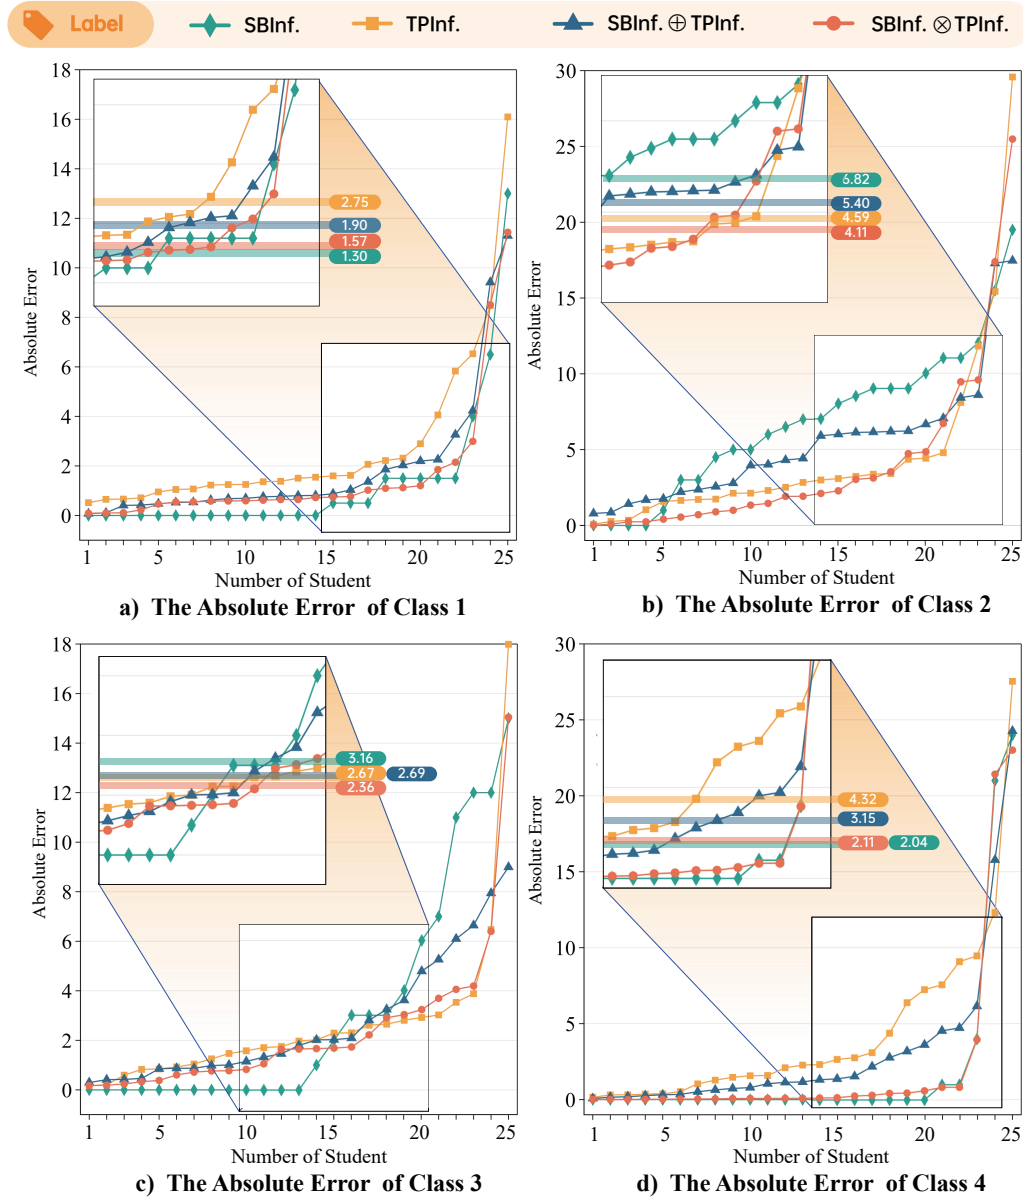 Label SBInf. TPInf. SBInf. ⊕ TPInf. SBInf. ⊗ TPInf.
18
16
14
12
10
8
6
4
2
0
Absolute Error
2.75
1.90
1.57
1.30
1 5 10 15 20 25
Number of Student
a) The Absolute Error of Class 1
30
25
20
15
10
5
0
Absolute Error
6.82
5.40
4.59
4.11
1 5 10 15 20 25
Number of Student
b) The Absolute Error of Class 2
18
16
14
12
10
8
6
4
2
0
Absolute Error
3.16
2.67 2.69
2.36
1 5 10 15 20 25
Number of Student
c) The Absolute Error of Class 3
30
25
20
15
10
5
0
Absolute Error
4.32
3.15
2.11 2.04
1 5 10 15 20 25
Number of Student
d) The Absolute Error of Class 4